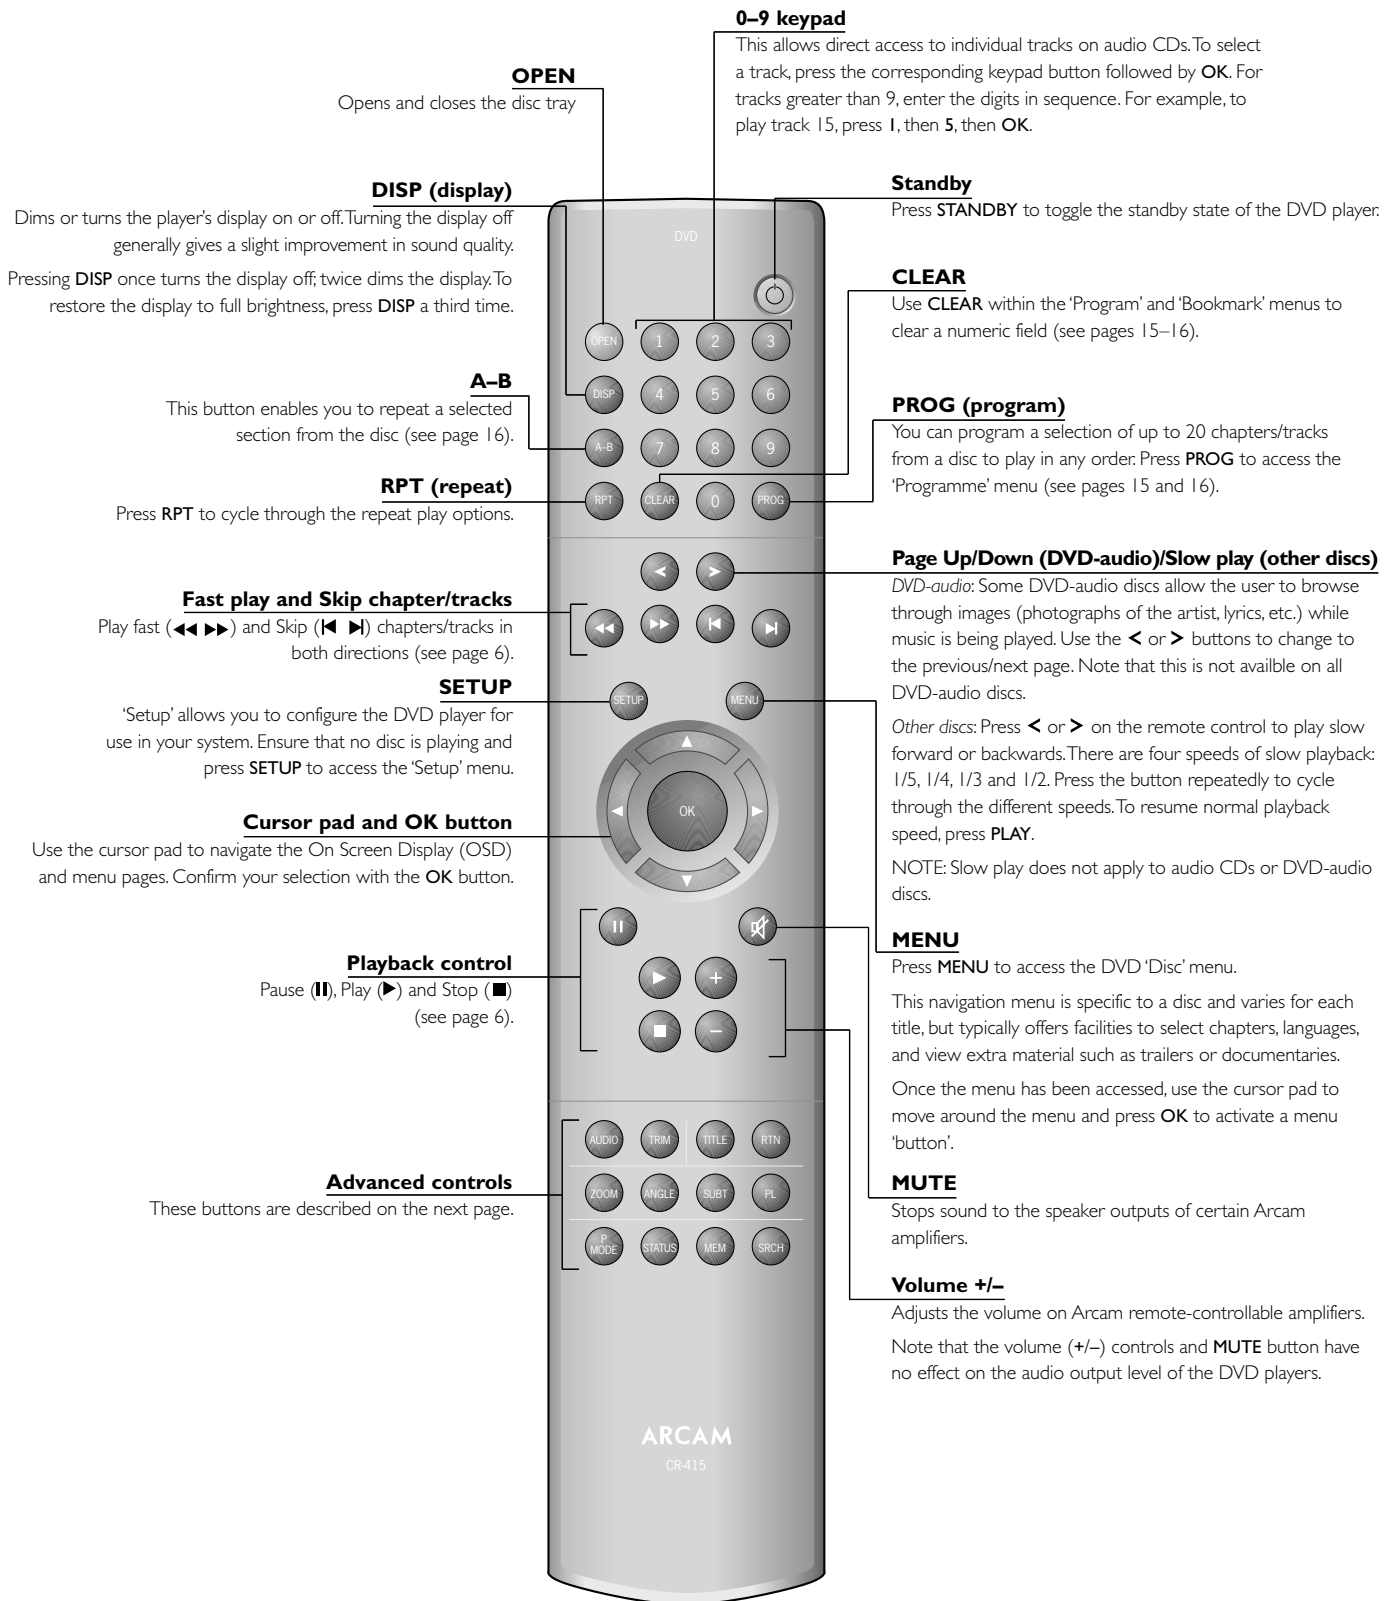 0–9 keypad
This allows direct access to individual tracks on audio CDs. To select
a track, press the corresponding keypad button followed by OK. For
tracks greater than 9, enter the digits in sequence. For example, to
play track 15, press 1, then 5, then OK.
OPEN
Opens and closes the disc tray
DISP (display)
Dims or turns the player's display on or off. Turning the display off
generally gives a slight improvement in sound quality.
Pressing DISP once turns the display off; twice dims the display. To
restore the display to full brightness, press DISP a third time.
A–B
This button enables you to repeat a selected
section from the disc (see page 16).
RPT (repeat)
Press RPT to cycle through the repeat play options.
Fast play and Skip chapter/tracks
Play fast (◀◀ ▶▶) and Skip (|◀ ▶|) chapters/tracks in
both directions (see page 6).
SETUP
'Setup' allows you to configure the DVD player for
use in your system. Ensure that no disc is playing and
press SETUP to access the 'Setup' menu.
Cursor pad and OK button
Use the cursor pad to navigate the On Screen Display (OSD)
and menu pages. Confirm your selection with the OK button.
Playback control
Pause (❚❚), Play (▶) and Stop (■)
(see page 6).
Advanced controls
These buttons are described on the next page.
DVD
OPEN 1 2 3
DISP 4 5 6
A–B 7 8 9
RPT CLEAR 0 PROG
< >
◀◀ ▶▶ |◀ ▶|
SETUP MENU
▲
◀ OK ▶
▼
❚❚
▶ +
■ –
AUDIO TRIM TITLE RTN
ZOOM ANGLE SUBT PL
P MODE STATUS MEM SRCH
ARCAM
CR-415
Standby
Press STANDBY to toggle the standby state of the DVD player.
CLEAR
Use CLEAR within the 'Program' and 'Bookmark' menus to
clear a numeric field (see pages 15–16).
PROG (program)
You can program a selection of up to 20 chapters/tracks
from a disc to play in any order. Press PROG to access the
'Programme' menu (see pages 15 and 16).
Page Up/Down (DVD-audio)/Slow play (other discs)
DVD-audio: Some DVD-audio discs allow the user to browse
through images (photographs of the artist, lyrics, etc.) while
music is being played. Use the < or > buttons to change to
the previous/next page. Note that this is not availble on all
DVD-audio discs.
Other discs: Press < or > on the remote control to play slow
forward or backwards. There are four speeds of slow playback:
1/5, 1/4, 1/3 and 1/2. Press the button repeatedly to cycle
through the different speeds. To resume normal playback
speed, press PLAY.
NOTE: Slow play does not apply to audio CDs or DVD-audio
discs.
MENU
Press MENU to access the DVD 'Disc' menu.
This navigation menu is specific to a disc and varies for each
title, but typically offers facilities to select chapters, languages,
and view extra material such as trailers or documentaries.
Once the menu has been accessed, use the cursor pad to
move around the menu and press OK to activate a menu
'button'.
MUTE
Stops sound to the speaker outputs of certain Arcam
amplifiers.
Volume +/–
Adjusts the volume on Arcam remote-controllable amplifiers.
Note that the volume (+/–) controls and MUTE button have
no effect on the audio output level of the DVD players.